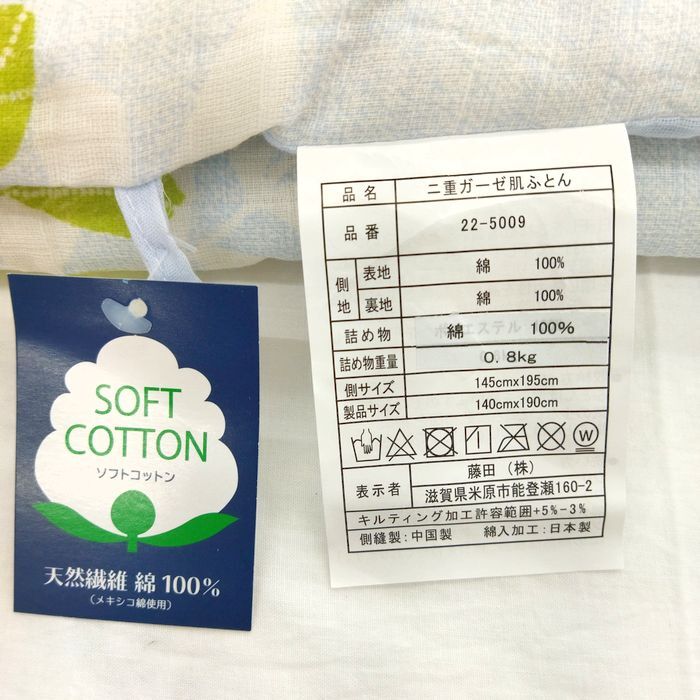 品名 二重ガーゼ肌ふとん
品番 22-5009
側地 表地 綿 100%
裏地 綿 100%
詰め物 綿 100%
詰め物重量 0.8kg
側サイズ 145cm×195cm
製品サイズ 140cm×190cm
W
表示者 藤田(株)
滋賀県米原市能登瀬160-2
キルティング加工許容範囲+5%-3%
側縫製:中国製 綿入加工:日本製
SOFT
COTTON
ソフトコットン
天然繊維 綿 100%
(メキシコ綿使用)